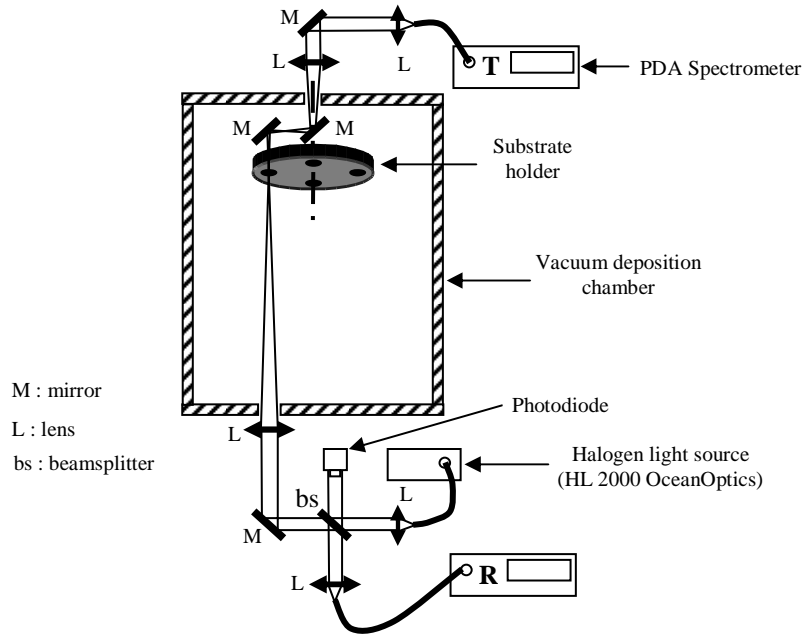 M
L
L
T
PDA Spectrometer
M
M
Substrate
holder
Vacuum deposition
chamber
M : mirror
L : lens
bs : beamsplitter
L
Photodiode
Halogen light source
(HL 2000 OceanOptics)
bs
L
M
L
R